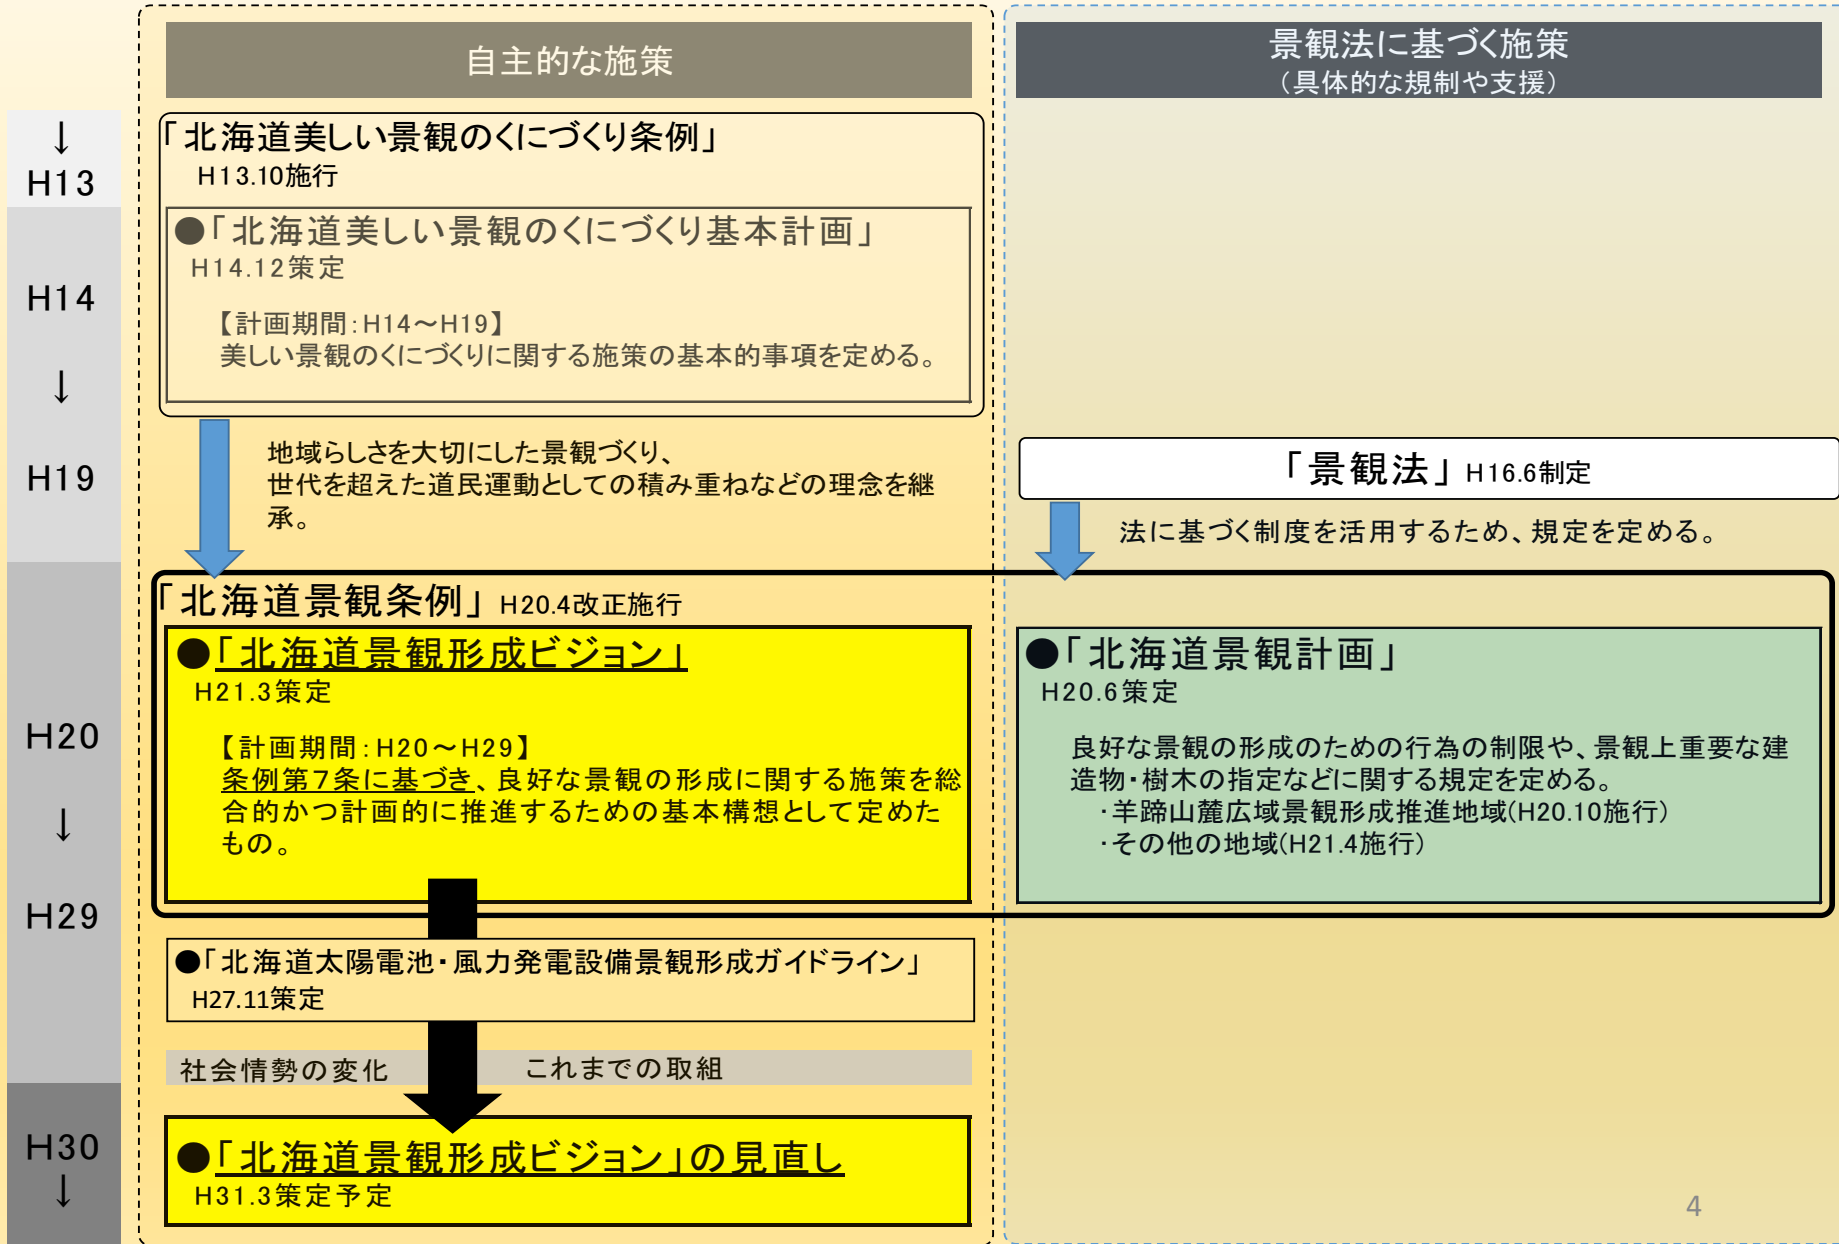 自主的な施策
景観法に基づく施策
（具体的な規制や支援）
↓
H13
H14
↓
H19
H20
↓
H29
H30
↓
「北海道美しい景観のくにづくり条例」
H13.10施行
●「北海道美しい景観のくにづくり基本計画」
H14.12策定
【計画期間：H14～H19】
美しい景観のくにづくりに関する施策の基本的事項を定める。
地域らしさを大切にした景観づくり、
世代を超えた道民運動としての積み重ねなどの理念を継
承。
「景観法」 H16.6制定
法に基づく制度を活用するため、規定を定める。
「北海道景観条例」 H20.4改正施行
●「北海道景観形成ビジョン」
H21.3策定
【計画期間：H20～H29】
条例第７条に基づき、良好な景観の形成に関する施策を総
合的かつ計画的に推進するための基本構想として定めた
もの。
●「北海道景観計画」
H20.6策定
良好な景観の形成のための行為の制限や、景観上重要な建
造物・樹木の指定などに関する規定を定める。
・羊蹄山麓広域景観形成推進地域(H20.10施行)
・その他の地域(H21.4施行)
●「北海道太陽電池・風力発電設備景観形成ガイドライン」
H27.11策定
社会情勢の変化 これまでの取組
●「北海道景観形成ビジョン」の見直し
H31.3策定予定
4